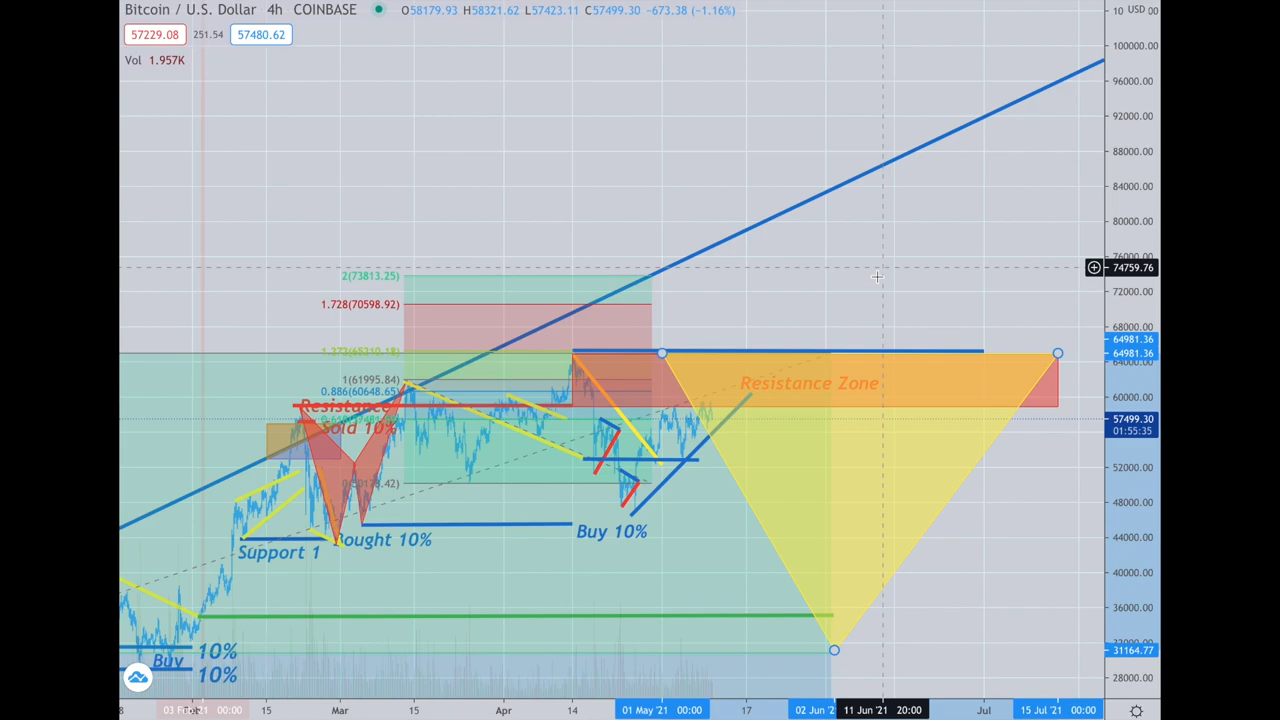 Bitcoin / U.S. Dollar 4h COINBASE O58179.93 H58321.62 L57423.11 C57499.30 −673.38 (−1.16%)
57229.08 251.54 57480.62
Vol 1.957K
USD
100000.00
96000.00
92000.00
88000.00
84000.00
80000.00
74759.76
72000.00
68000.00
64981.36
64981.36
60000.00
57499.30
01:55:35
52000.00
48000.00
44000.00
40000.00
36000.00
31164.77
28000.00
2(73813.25)
1.728(70598.92)
1(61995.84)
0.886(60648.65)
Resistance
Sold 10%
Resistance Zone
Buy 10%
Bought 10%
Support 1
10%
Buy
10%
03 Feb '21 00:00 15 Mar 15 Apr 14 01 May '21 00:00 17 02 Jun '21 11 Jun '21 20:00 Jul 15 Jul '21 00:00